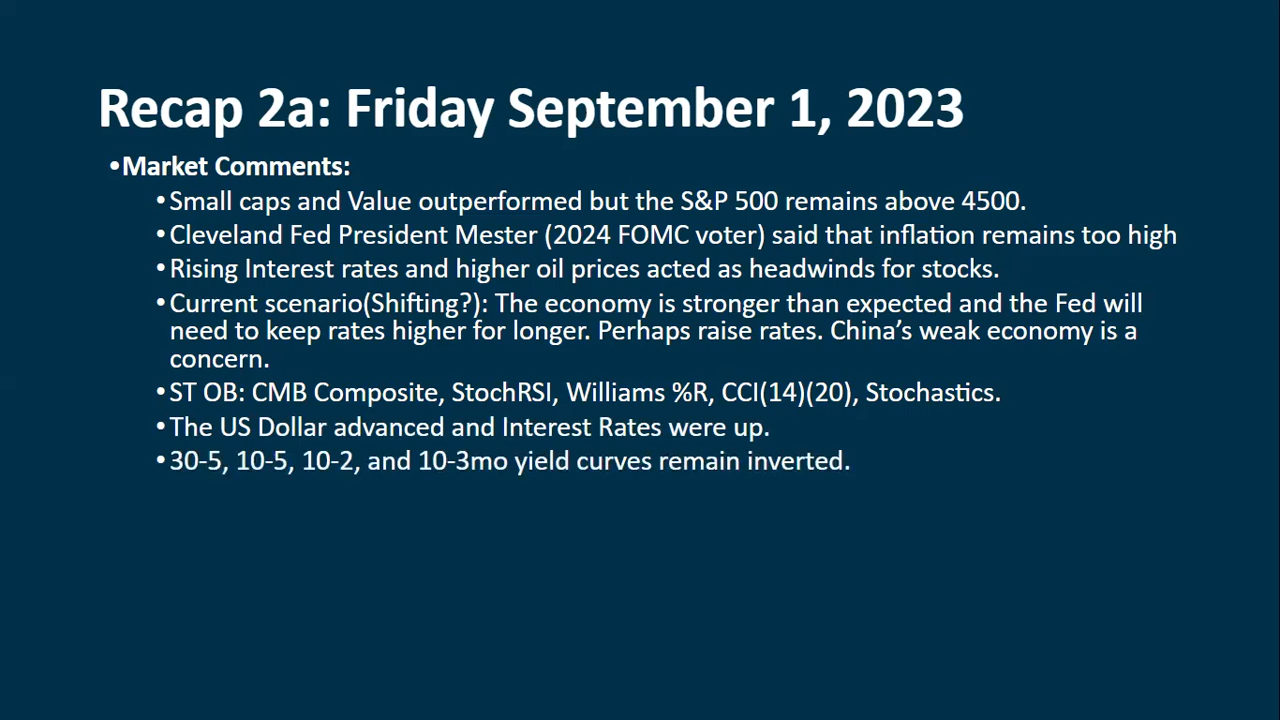 Recap 2a: Friday September 1, 2023
•Market Comments:
•Small caps and Value outperformed but the S&P 500 remains above 4500.
•Cleveland Fed President Mester (2024 FOMC voter) said that inflation remains too high
•Rising Interest rates and higher oil prices acted as headwinds for stocks.
•Current scenario(Shifting?): The economy is stronger than expected and the Fed will
need to keep rates higher for longer. Perhaps raise rates. China’s weak economy is a
concern.
•ST OB: CMB Composite, StochRSI, Williams %R, CCI(14)(20), Stochastics.
•The US Dollar advanced and Interest Rates were up.
•30-5, 10-5, 10-2, and 10-3mo yield curves remain inverted.